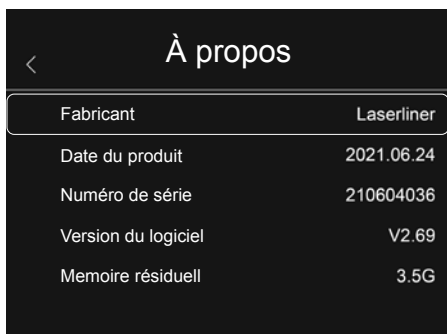 À propos
Fabricant Laserliner
Date du produit 2021.06.24
Numéro de série 210604036
Version du logiciel V2.69
Memoire résiduell 3.5G